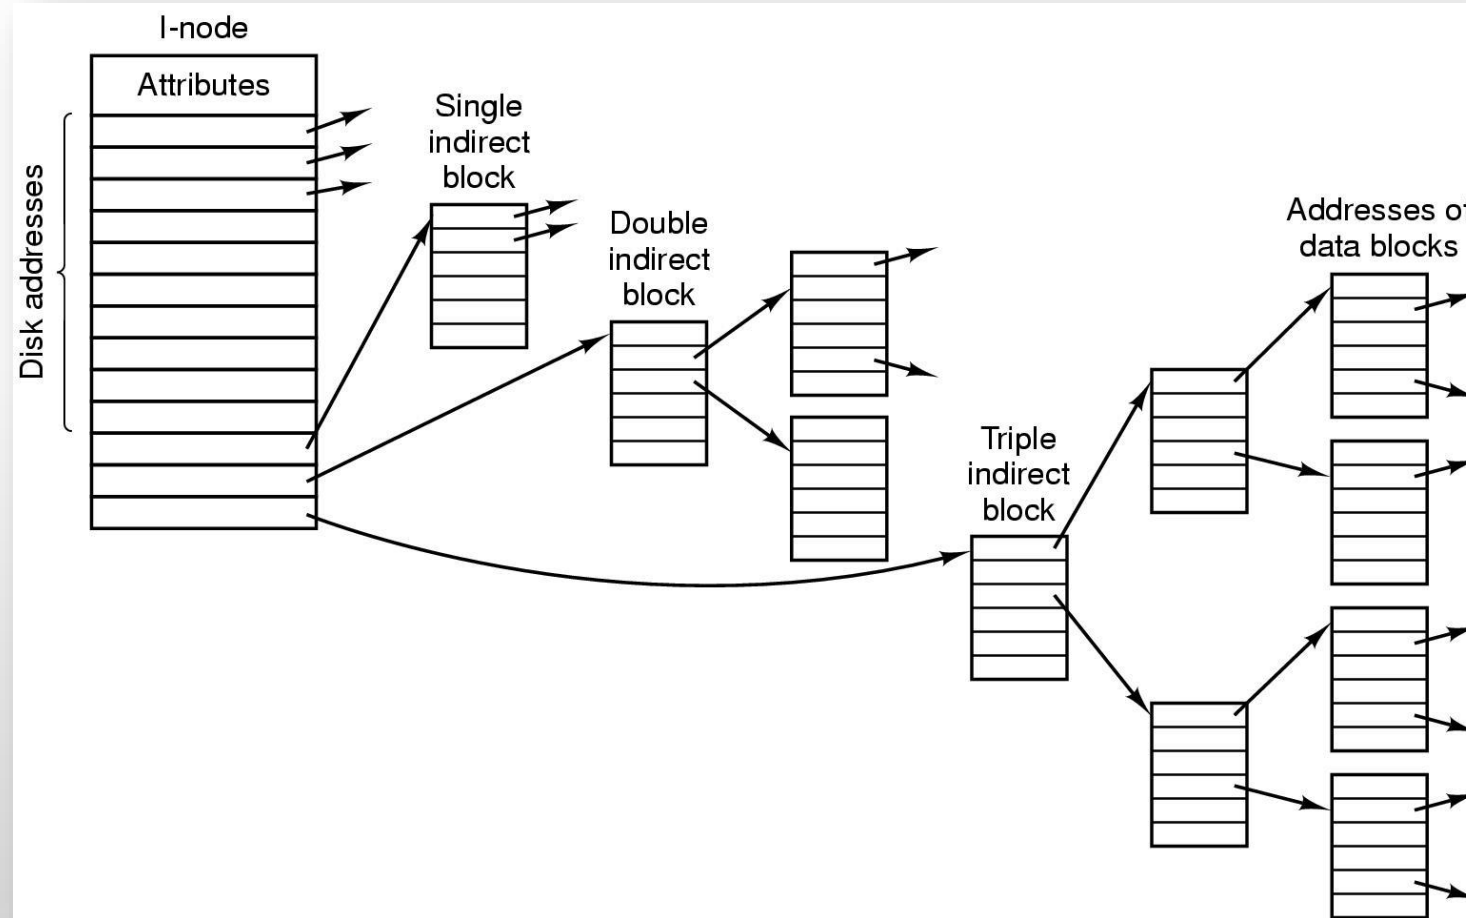 I-node
Attributes
Disk addresses
Single
indirect
block
Double
indirect
block
Triple
indirect
block
Addresses of
data blocks